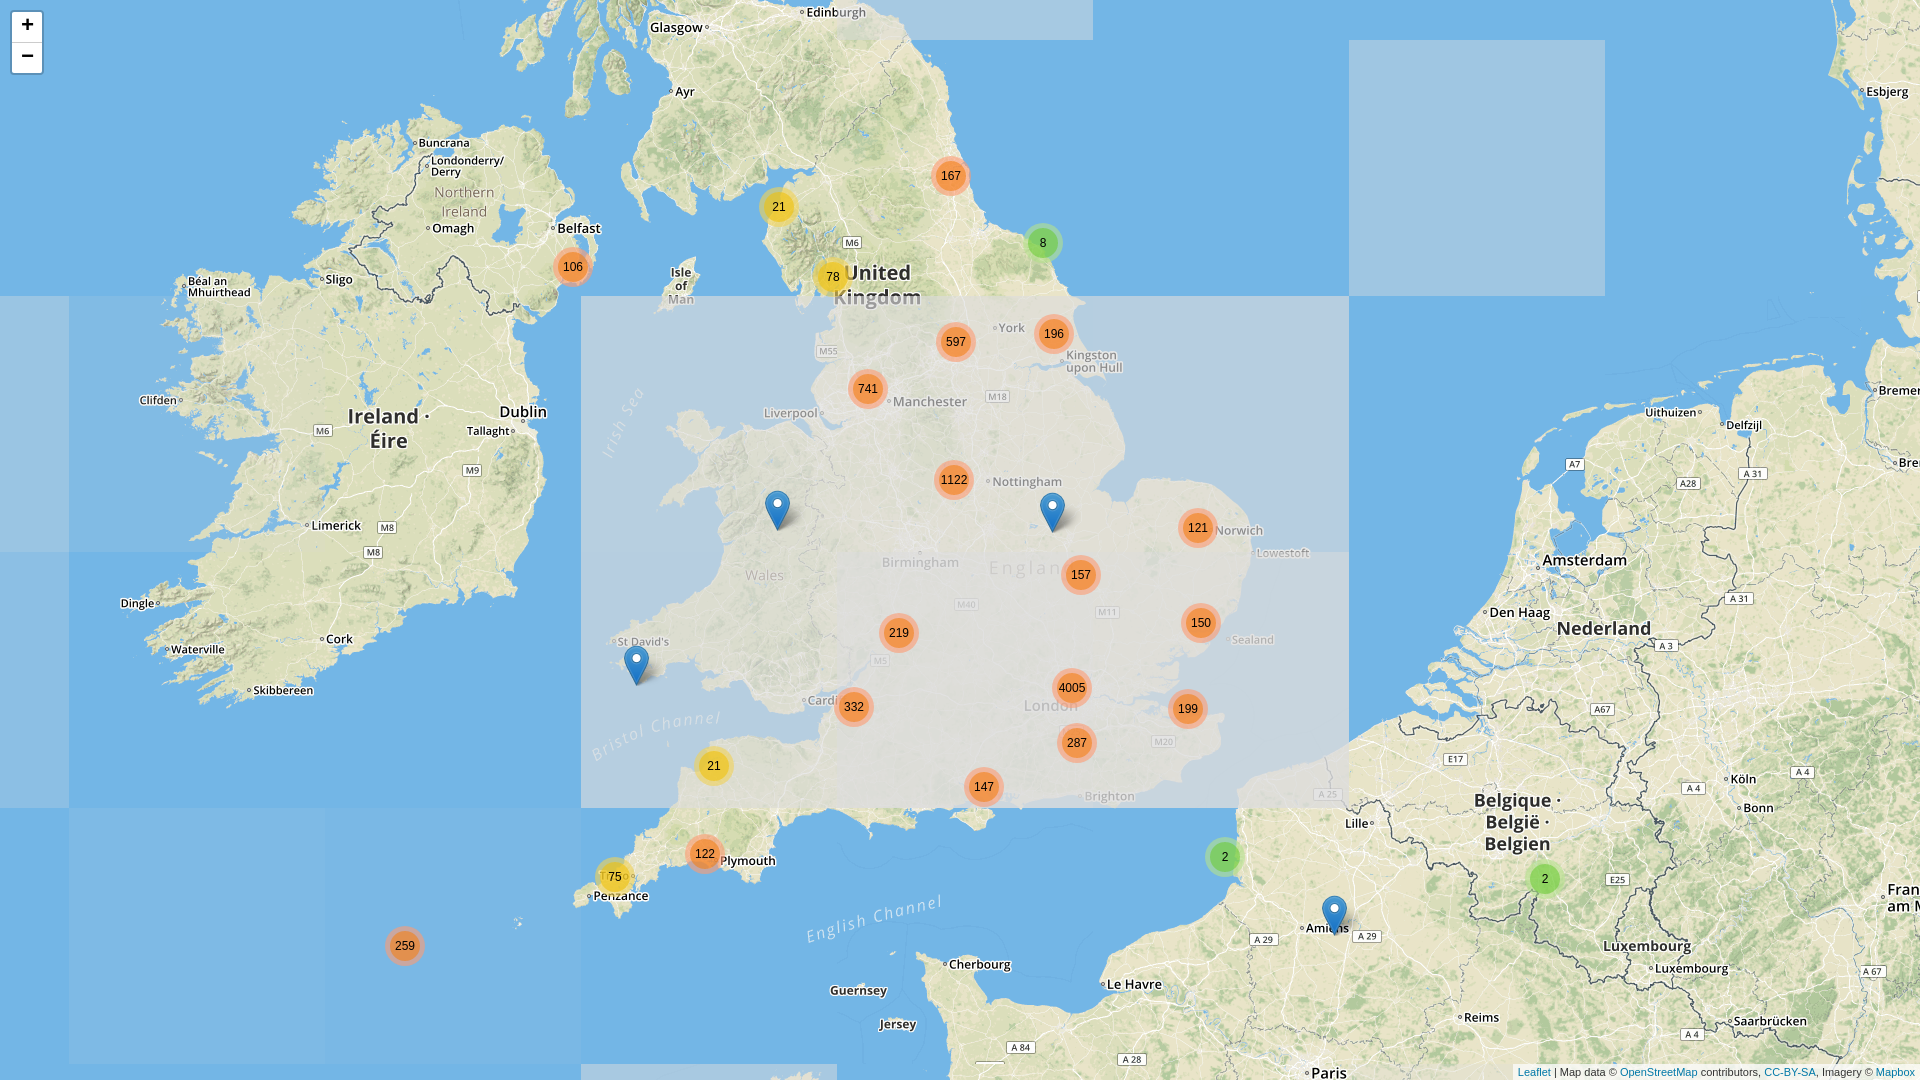 +
−
Edinburgh
Glasgow
Ayr
Esbjerg
Buncrana
Londonderry/
Derry
Northern
Ireland
Omagh
Belfast
167
21
8
M6
106
78
United
Kingdom
Isle
of
Man
Sligo
Béal an
Mhuirthead
York
196
597
M55
Kingston
upon Hull
741
Manchester
M18
Liverpool
Irish Sea
Clifden
Ireland ·
Éire
Dublin
Tallaght
M6
M9
Uithuizen
Delfzijl
A7
A 31
A28
1122
Nottingham
121
Norwich
Lowestoft
Limerick
M8
M8
Birmingham
Wales
157
Amsterdam
A 31
Den Haag
Nederland
A 3
Dingle
M40
M11
219
150
Sealand
Cork
Waterville
Skibbereen
St David's
M5
4005
London
332
199
A67
Bristol Channel
287
M20
E17
21
147
Brighton
A 25
Köln
A 4
A 4
Bonn
Belgique ·
België ·
Belgien
Lille
122
Plymouth
75
Penzance
2
2
E25
English Channel
259
Amiens
A 29
A 29
Luxembourg
Luxembourg
A 67
Cherbourg
Guernsey
Le Havre
Jersey
Reims
Saarbrücken
A 84
A 28
A 4
Paris
Leaflet | Map data © OpenStreetMap contributors, CC-BY-SA, Imagery © Mapbox